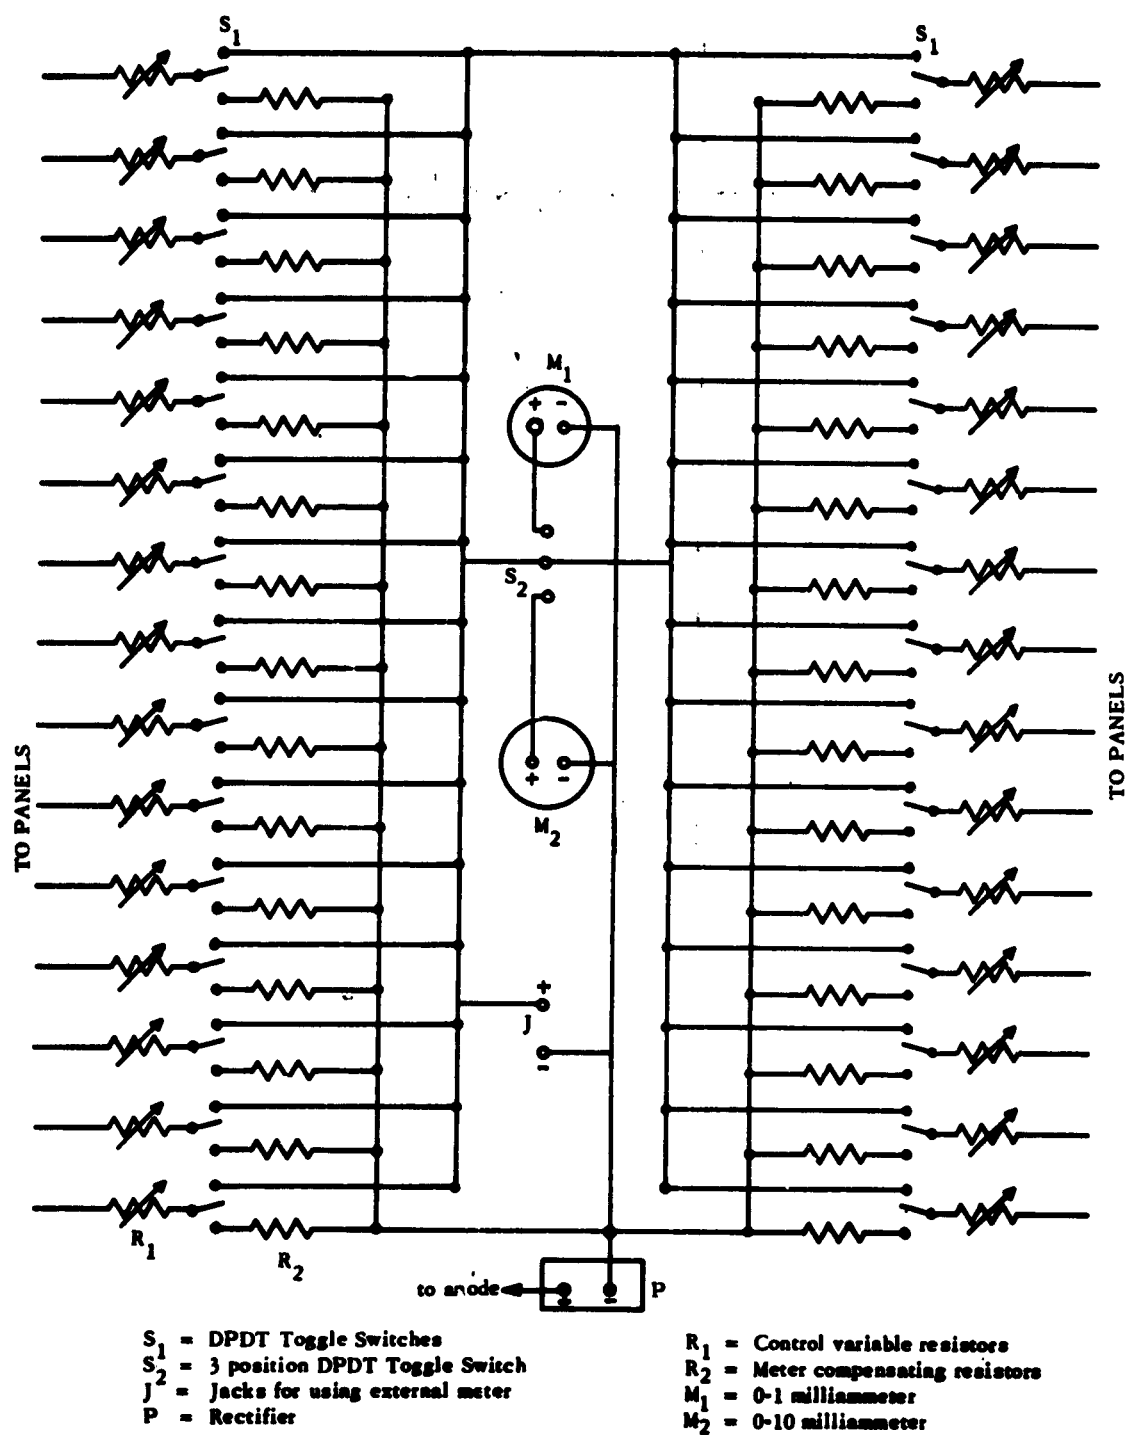 S1
S1
M1
+ -
S2
+ -
M2
TO PANELS
TO PANELS
+
J
-
R1
R2
to anode
P
+ -
S1 = DPDT Toggle Switches
S2 = 3 position DPDT Toggle Switch
J = Jacks for using external meter
P = Rectifier
R1 = Control variable resistors
R2 = Meter compensating resistors
M1 = 0-1 milliammeter
M2 = 0-10 milliammeter